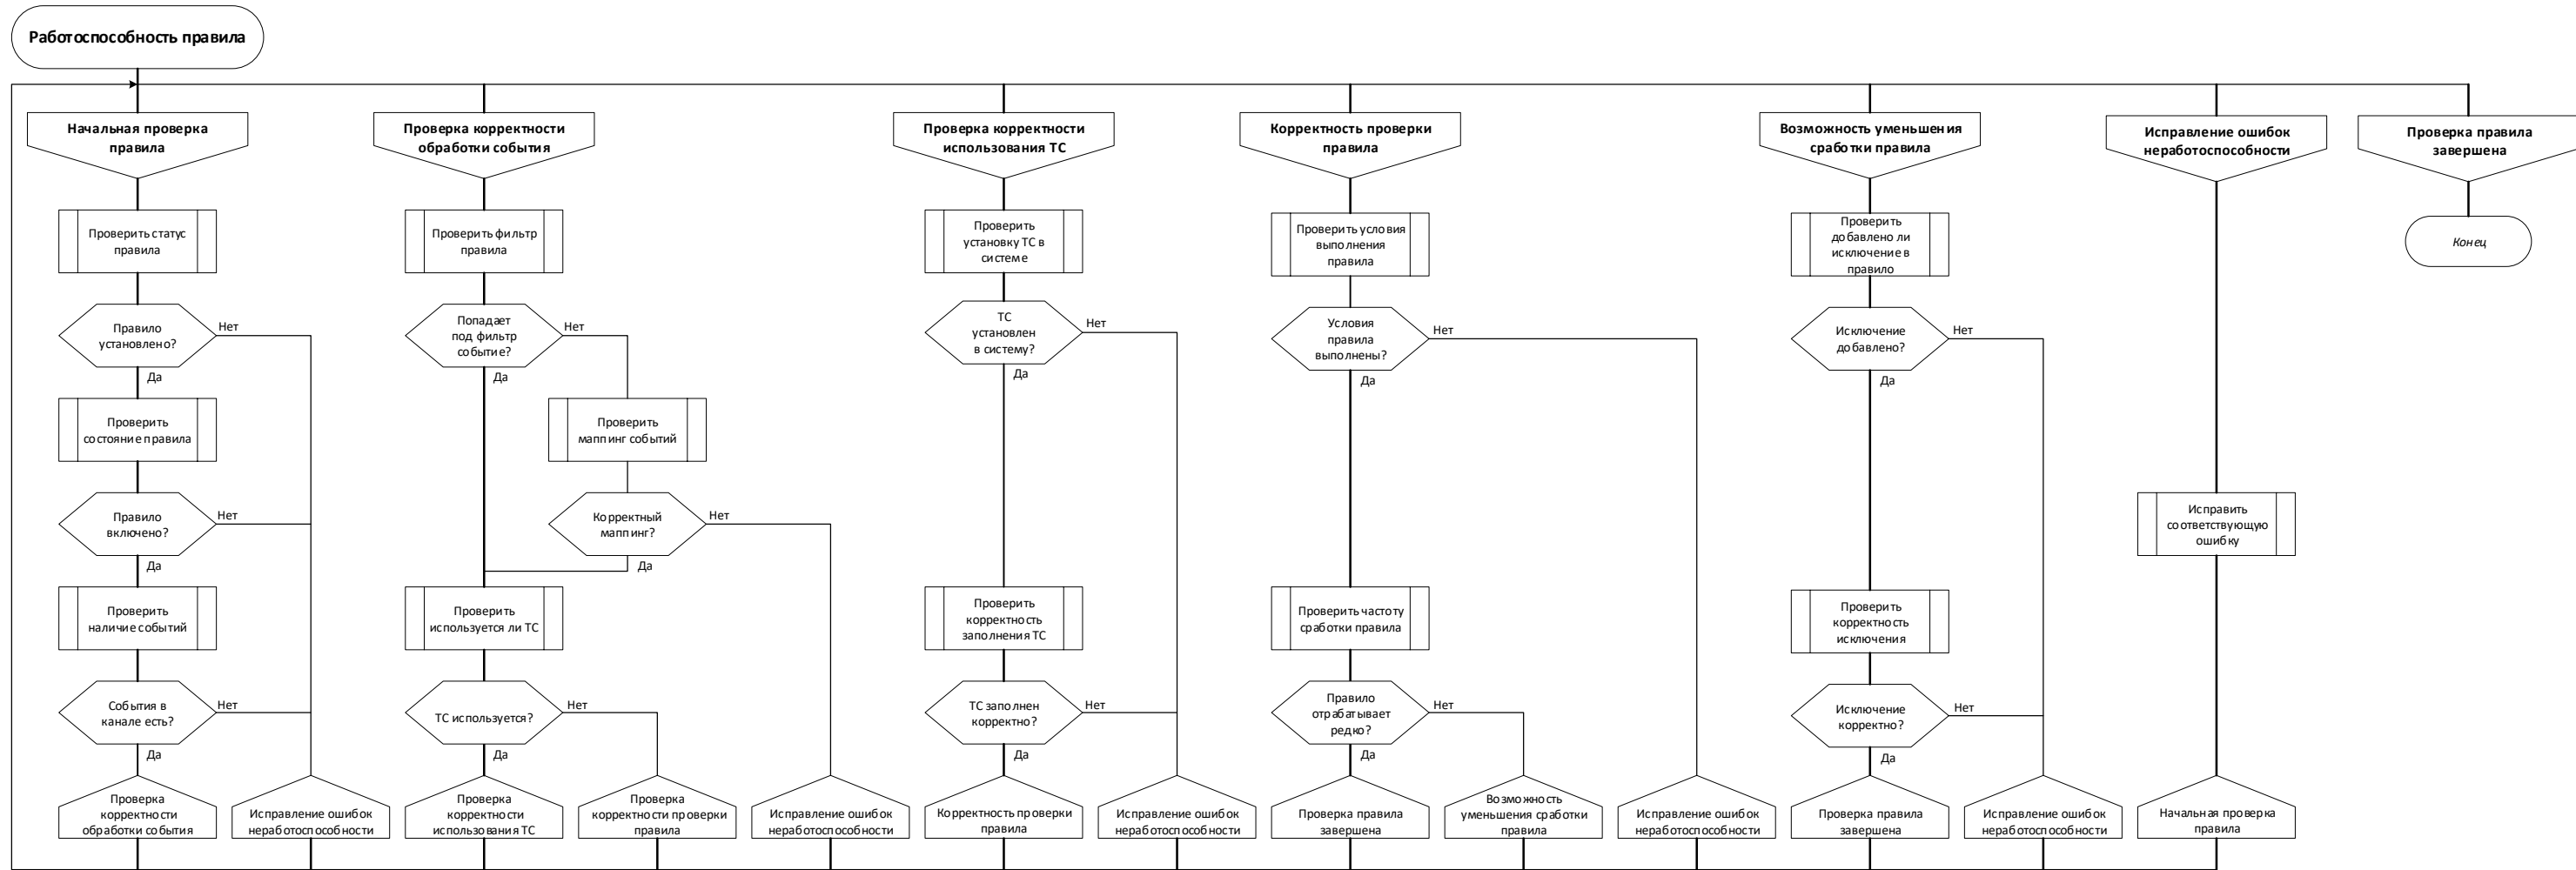 Работоспособность правила
Начальная проверка
правила
Проверить статус
правила
Правило
установлено?
Нет
Да
Проверить
состояние правила
Правило
включено?
Нет
Да
Проверить
наличие событий
События в
канале есть?
Нет
Да
Проверка
корректности
обработки события
Исправление ошибок
неработоспособности
Проверка корректности
обработки события
Проверить фильтр
правила
Попадает
под фильтр
событие?
Нет
Да
Проверить
маппинг событий
Корректный
маппинг?
Нет
Да
Проверить
используется ли ТС
ТС используется?
Нет
Да
Проверка
корректности
использования ТС
Проверка
корректности проверки
правила
Исправление ошибок
неработоспособности
Проверка корректности
использования ТС
Проверить
установку ТС в
системе
ТС
установлен
в систему?
Нет
Да
Проверить
корректность
заполнения ТС
ТС заполнен
корректно?
Нет
Да
Корректность проверки
правила
Исправление ошибок
неработоспособности
Корректность проверки
правила
Проверить условия
выполнения
правила
Условия
правила
выполнены?
Нет
Да
Проверить частоту
сработки правила
Правило
отрабатывает
редко?
Нет
Да
Проверка правила
завершена
Возможность
уменьшения сработки
правила
Исправление ошибок
неработоспособности
Возможность уменьшения
сработки правила
Проверить
добавлено ли
исключение в
правило
Исключение
добавлено?
Нет
Да
Проверить
корректность
исключения
Исключение
корректно?
Нет
Да
Проверка правила
завершена
Исправление ошибок
неработоспособности
Исправление ошибок
неработоспособности
Исправить
соответствующую
ошибку
Начальная проверка
правила
Проверка правила
завершена
Конец